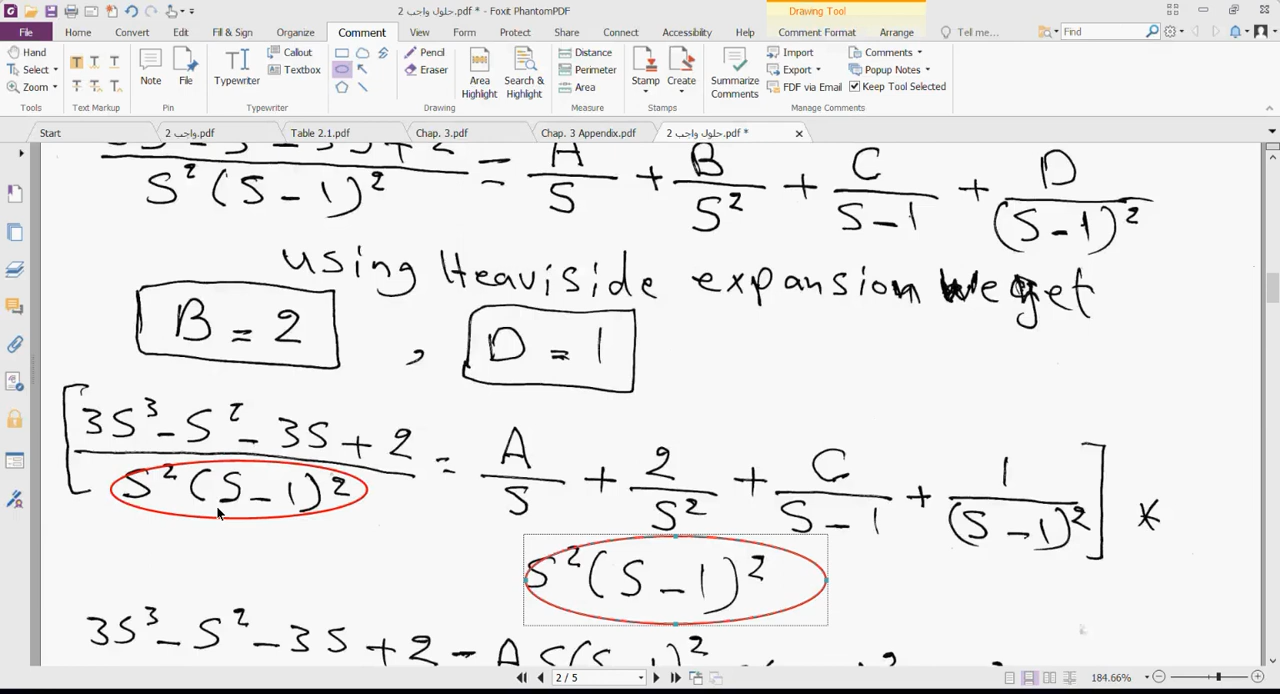 2 حلول واجب.pdf * - Foxit PhantomPDF
Drawing Tool
File Home Convert Edit Fill & Sign Organize Comment View Form Protect Share Connect Accessibility Help Comment Format Arrange Tell me... Find
Hand Select Zoom
Tools
Text Markup
Note File
Pin
Typewriter Callout Textbox
Typewriter
Pencil Eraser Area Highlight Search & Highlight
Drawing
Distance Perimeter Area
Measure
Stamp Create
Stamps
Summarize Comments Import Export FDF via Email Comments Popup Notes Keep Tool Selected
Manage Comments
Start 2 واجب.pdf Table 2.1.pdf Chap. 3.pdf Chap. 3 Appendix.pdf 2 حلول واجب.pdf *
/ S²(S-1)² = A/S + B/S² + C/(S-1) + D/(S-1)²
using Heaviside expansion we get
B = 2 , D = 1
[ (3S³ - S² - 3S + 2) / S²(S-1)² = A/S + 2/S² + C/(S-1) + 1/(S-1)² ] *
S²(S-1)²
3S³ - S² - 3S + 2 =
2 / 5
184.66%